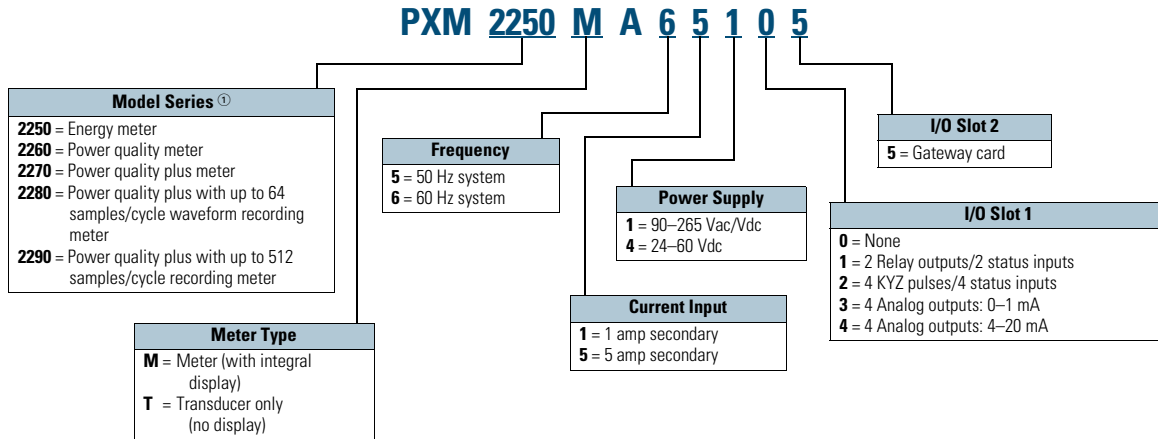 PXM 2250 M A 6 5 1 0 5
Model Series ①
2250 = Energy meter
2260 = Power quality meter
2270 = Power quality plus meter
2280 = Power quality plus with up to 64
samples/cycle waveform recording
meter
2290 = Power quality plus with up to 512
samples/cycle recording meter
Meter Type
M = Meter (with integral
display)
T = Transducer only
(no display)
Frequency
5 = 50 Hz system
6 = 60 Hz system
Current Input
1 = 1 amp secondary
5 = 5 amp secondary
Power Supply
1 = 90–265 Vac/Vdc
4 = 24–60 Vdc
I/O Slot 1
0 = None
1 = 2 Relay outputs/2 status inputs
2 = 4 KYZ pulses/4 status inputs
3 = 4 Analog outputs: 0–1 mA
4 = 4 Analog outputs: 4–20 mA
I/O Slot 2
5 = Gateway card